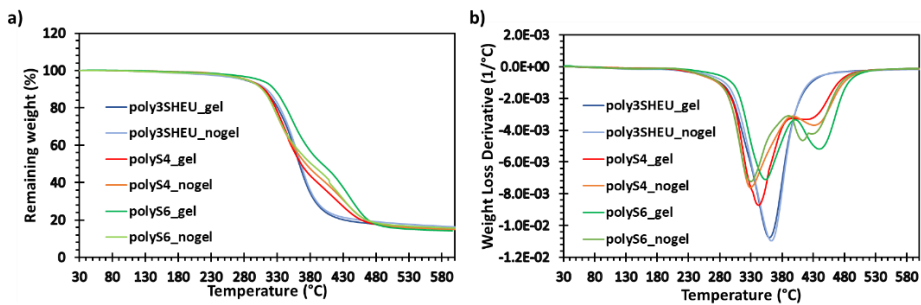 a)
120
100
80
60
40
20
0
Remaining weight (%)
poly3SHEU_gel
poly3SHEU_nogel
polyS4_gel
polyS4_nogel
polyS6_gel
polyS6_nogel
30 80 130 180 230 280 330 380 430 480 530 580
Temperature (°C)
b)
2.0E-03
0.0E+00
-2.0E-03
-4.0E-03
-6.0E-03
-8.0E-03
-1.0E-02
-1.2E-02
Weight Loss Derivative (1/°C)
poly3SHEU_gel
poly3SHEU_nogel
polyS4_gel
polyS4_nogel
polyS6_gel
polyS6_nogel
30 80 130 180 230 280 330 380 430 480 530 580
Temperature (°C)